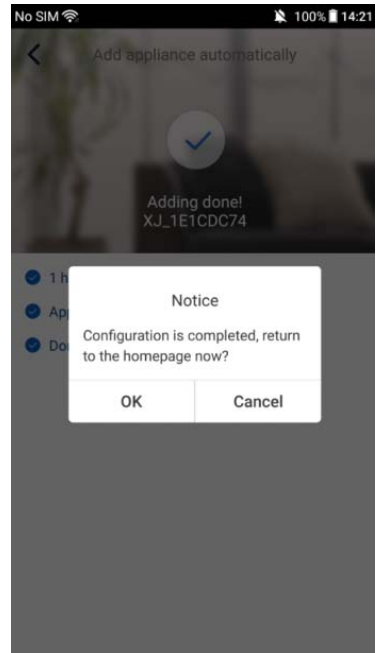 No SIM 100% 14:21
Add appliance automatically
Adding done!
XJ_1E1CDC74
1 h
Notice
Configuration is completed, return
to the homepage now?
OK Cancel